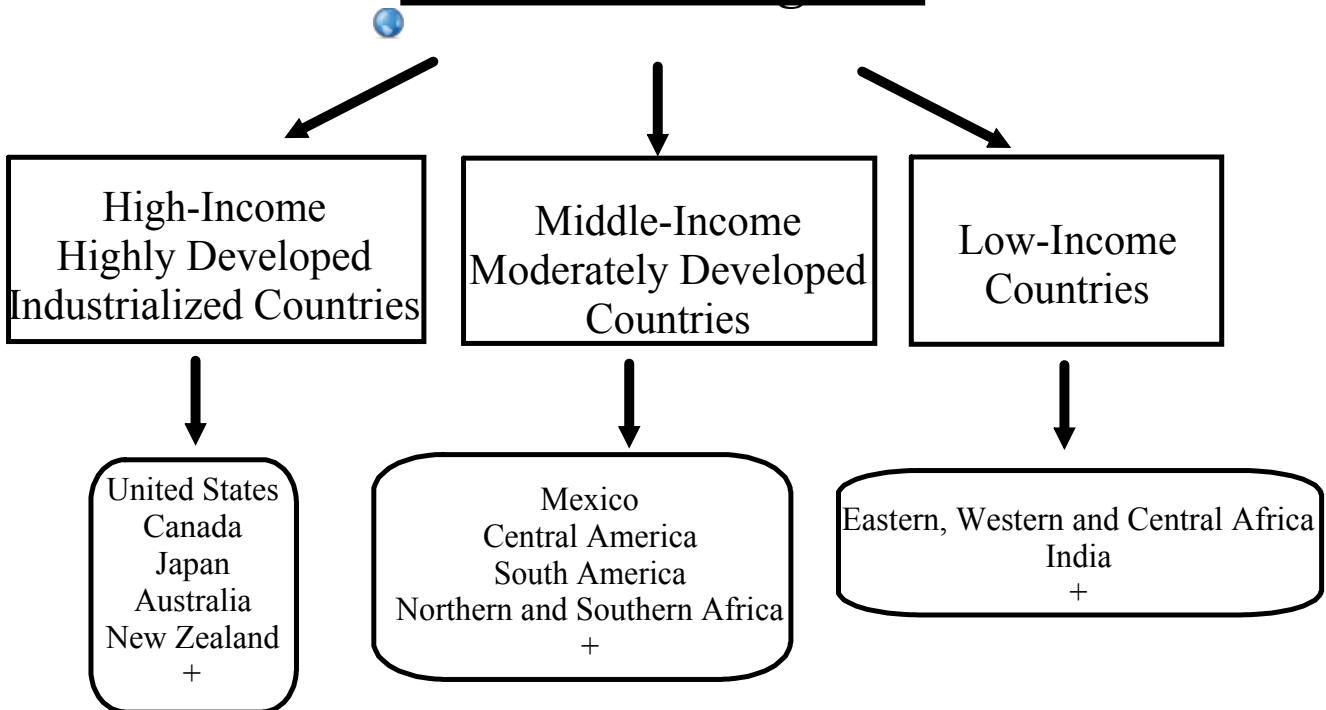 High-Income
Highly Developed
Industrialized Countries
Middle-Income
Moderately Developed
Countries
Low-Income
Countries
United States
Canada
Japan
Australia
New Zealand
+
Mexico
Central America
South America
Northern and Southern Africa
+
Eastern, Western and Central Africa
India
+